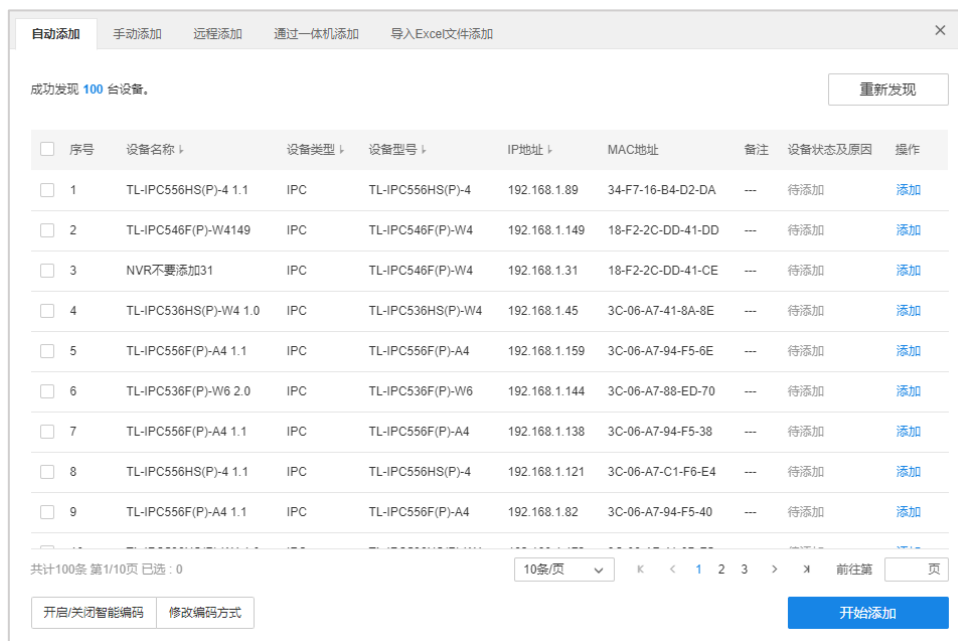 自动添加 手动添加 远程添加 通过一体机添加 导入Excel文件添加
成功发现 100 台设备。 重新发现
序号 设备名称 设备类型 设备型号 IP地址 MAC地址 备注 设备状态及原因 操作
1 TL-IPC556HS(P)-4 1.1 IPC TL-IPC556HS(P)-4 192.168.1.89 34-F7-16-B4-D2-DA --- 待添加 添加
2 TL-IPC546F(P)-W4149 IPC TL-IPC546F(P)-W4 192.168.1.149 18-F2-2C-DD-41-DD --- 待添加 添加
3 NVR不要添加31 IPC TL-IPC546F(P)-W4 192.168.1.31 18-F2-2C-DD-41-CE --- 待添加 添加
4 TL-IPC536HS(P)-W4 1.0 IPC TL-IPC536HS(P)-W4 192.168.1.45 3C-06-A7-41-8A-8E --- 待添加 添加
5 TL-IPC556F(P)-A4 1.1 IPC TL-IPC556F(P)-A4 192.168.1.159 3C-06-A7-94-F5-6E --- 待添加 添加
6 TL-IPC536F(P)-W6 2.0 IPC TL-IPC536F(P)-W6 192.168.1.144 3C-06-A7-88-ED-70 --- 待添加 添加
7 TL-IPC556F(P)-A4 1.1 IPC TL-IPC556F(P)-A4 192.168.1.138 3C-06-A7-94-F5-38 --- 待添加 添加
8 TL-IPC556HS(P)-4 1.1 IPC TL-IPC556HS(P)-4 192.168.1.121 3C-06-A7-C1-F6-E4 --- 待添加 添加
9 TL-IPC556F(P)-A4 1.1 IPC TL-IPC556F(P)-A4 192.168.1.82 3C-06-A7-94-F5-40 --- 待添加 添加
共计100条 第1/10页 已选 : 0 10条/页 1 2 3 前往第 页
开启/关闭智能编码 修改编码方式 开始添加